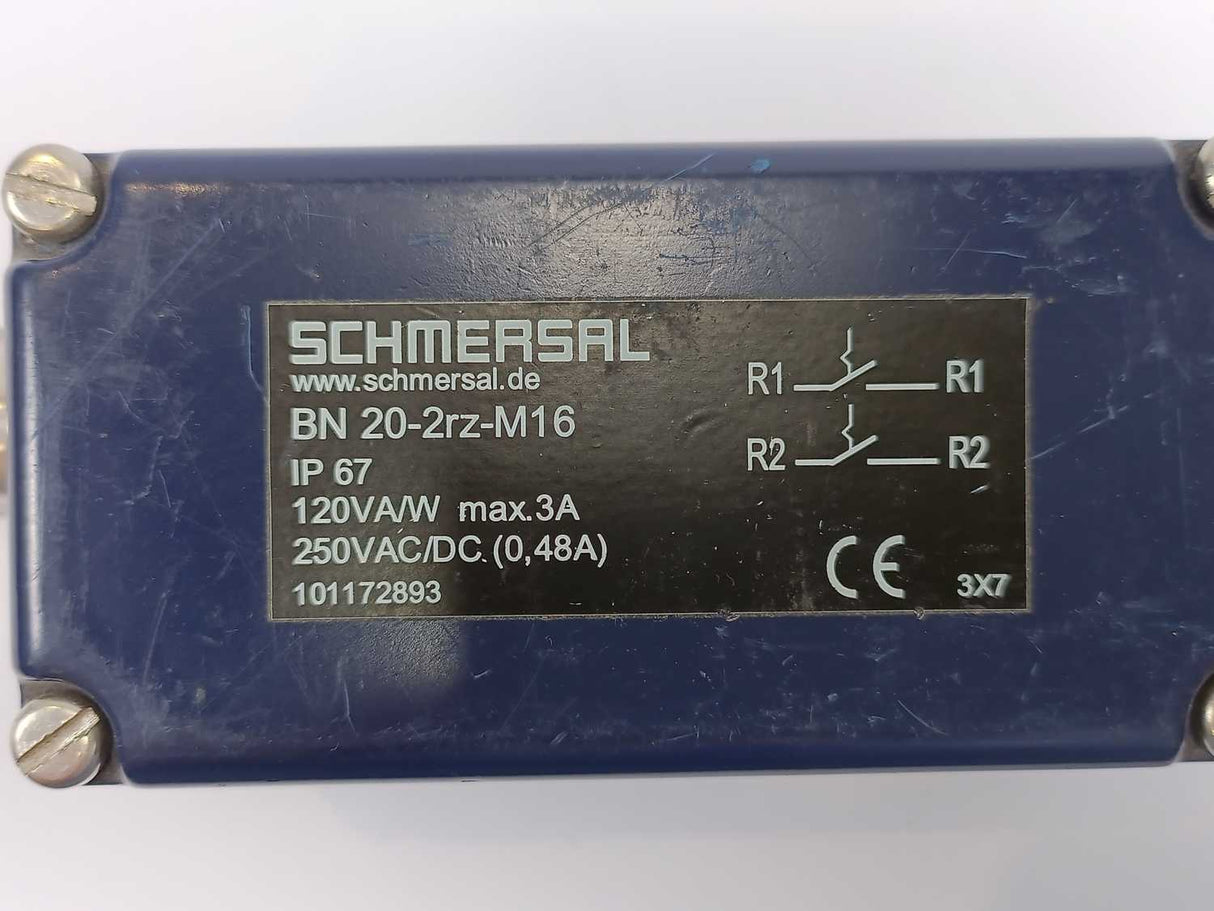 SCHMERSAL
www.schmersal.de
BN 20-2rz-M16
IP 67
120VA/W max.3A
250VAC/DC (0,48A)
101172893
R1 R1
R2 R2
CE 3X7